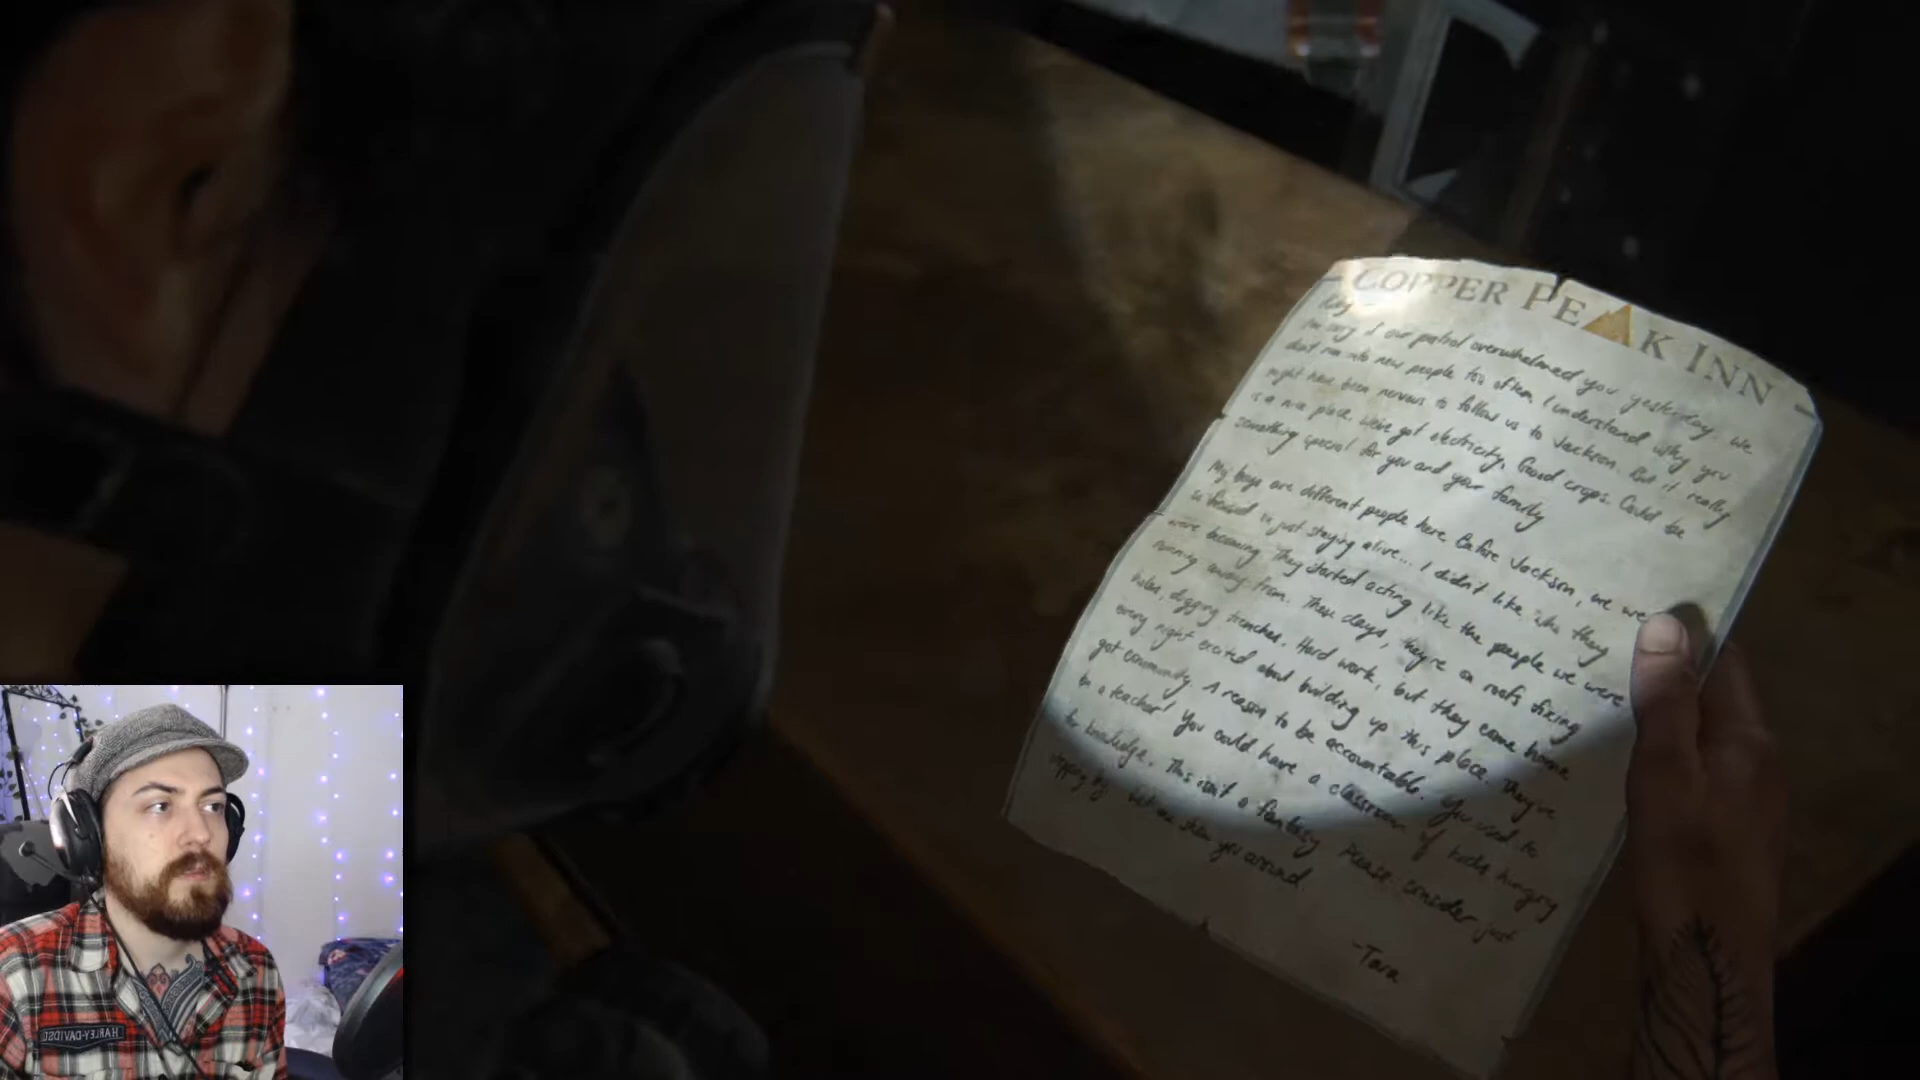 COPPER PEAK INN
Hey
I'm sorry if our patrol overwhelmed you yesterday. We
don't run into new people too often. I understand why you
might have been nervous to follow us to Jackson. But it really
is a nice place. We've got electricity. Good crops. Could be
something special for you and your family
My boys are different people here. Before Jackson, we were
so focused on just staying alive... I didn't like who they
were becoming. They started acting like the people we were
running away from. These days, they're on roofs fixing
holes, digging trenches. Hard work, but they come home
every night excited about building up this place. They've
got community. A reason to be accountable. You used to
be a teacher! You could have a classroom of kids hungry
for knowledge. This isn't a fantasy. Please consider just
stopping by. Let me show you around.
-Tara
HARLEY-DAVIDSO